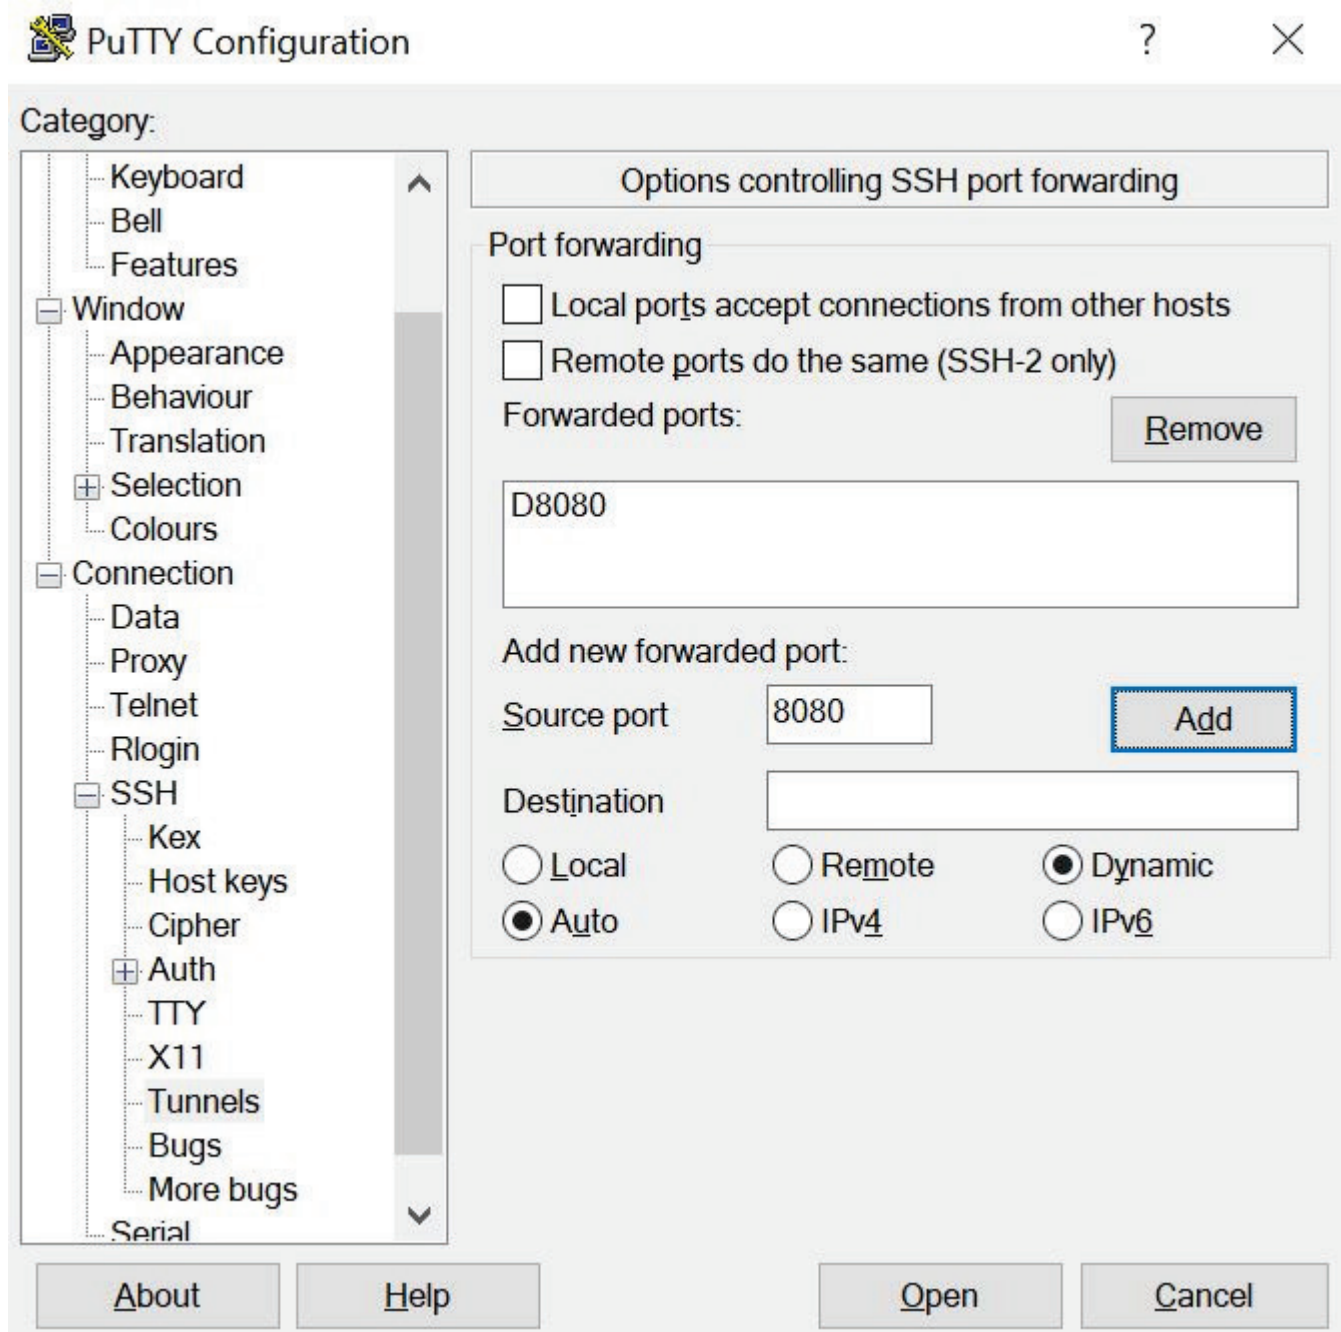 PuTTY Configuration
?
Category:
Keyboard
Bell
Features
Window
Appearance
Behaviour
Translation
Selection
Colours
Connection
Data
Proxy
Telnet
Rlogin
SSH
Kex
Host keys
Cipher
Auth
TTY
X11
Tunnels
Bugs
More bugs
Serial
Options controlling SSH port forwarding
Port forwarding
Local ports accept connections from other hosts
Remote ports do the same (SSH-2 only)
Forwarded ports:
Remove
D8080
Add new forwarded port:
Source port 8080 Add
Destination
Local Remote Dynamic
Auto IPv4 IPv6
About Help Open Cancel